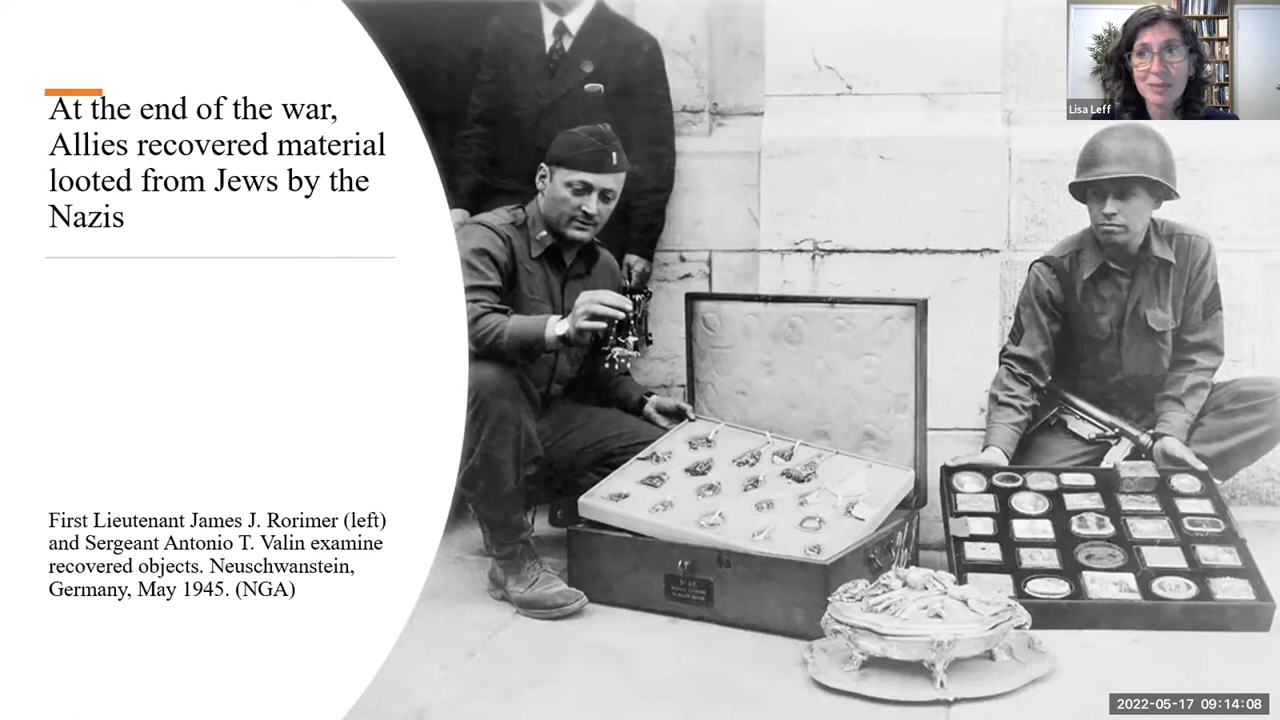 At the end of the war,
Allies recovered material
looted from Jews by the
Nazis
First Lieutenant James J. Rorimer (left)
and Sergeant Antonio T. Valin examine
recovered objects. Neuschwanstein,
Germany, May 1945. (NGA)
Lisa Leff
2022-05-17 09:14:08